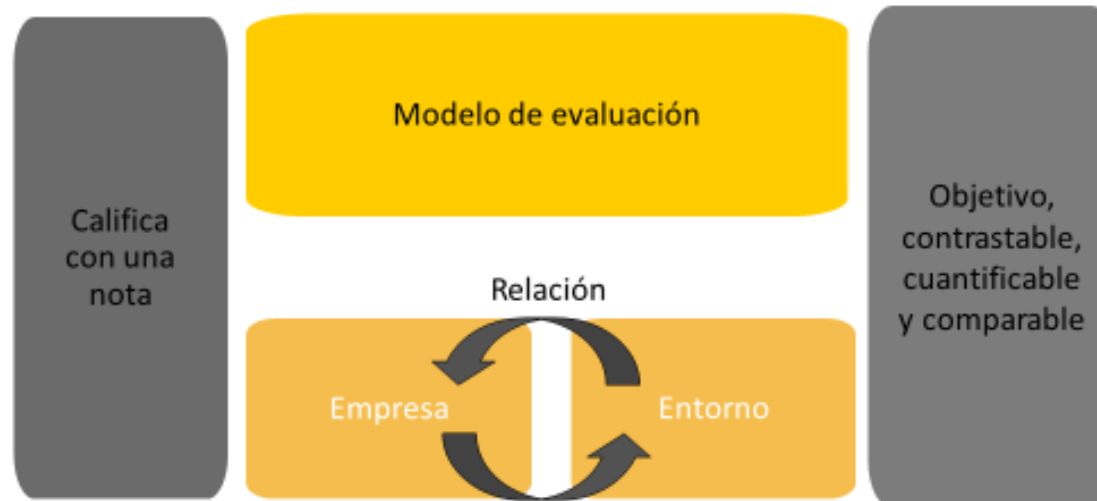 Califica
con una
nota
Modelo de evaluación
Relación
Empresa
Entorno
Objetivo,
contrastable,
cuantificable
y comparable